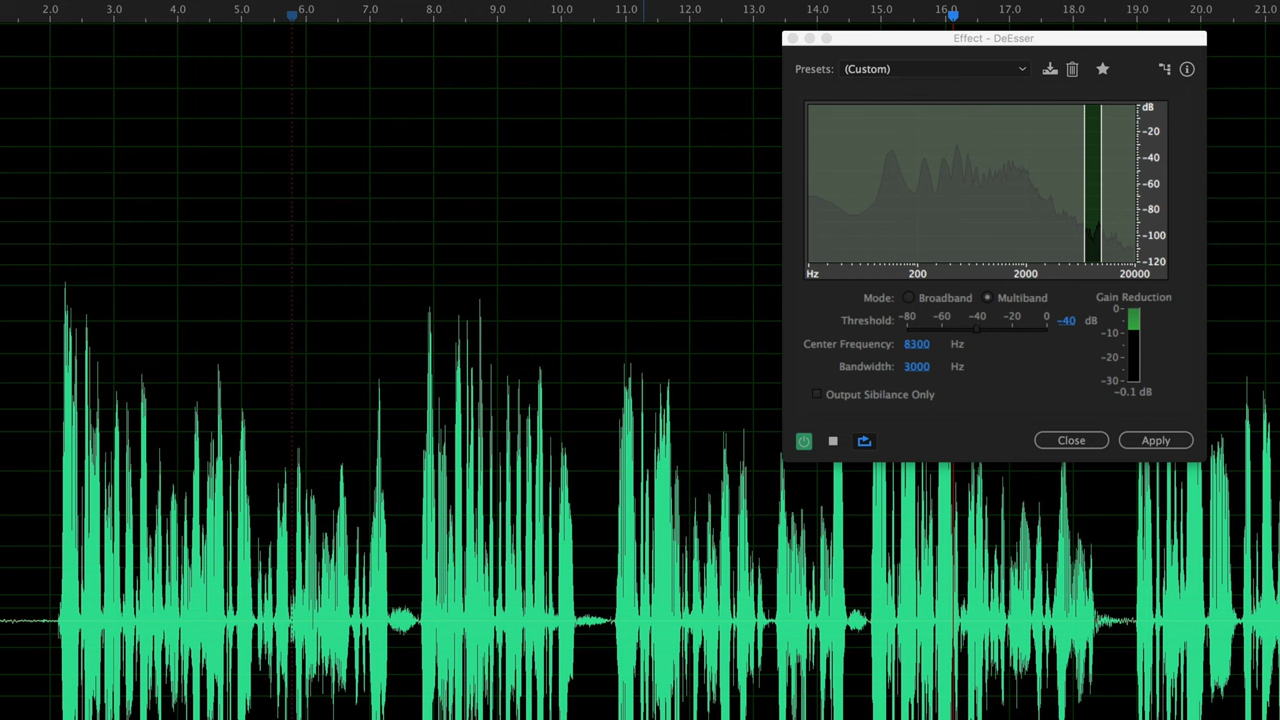 2.0 3.0 4.0 5.0 6.0 7.0 8.0 9.0 10.0 11.0 12.0 13.0 14.0 15.0 16.0 17.0 18.0 19.0 20.0 21.0
Effect - DeEsser
Presets: (Custom)
dB
-20
-40
-60
-80
-100
-120
Hz 200 2000 20000
Mode: Broadband Multiband
Gain Reduction
-80 -60 -40 -20 0
Threshold: -40 dB
Center Frequency: 8300 Hz
Bandwidth: 3000 Hz
0
-10
-20
-30
-0.1 dB
Output Sibilance Only
Close Apply